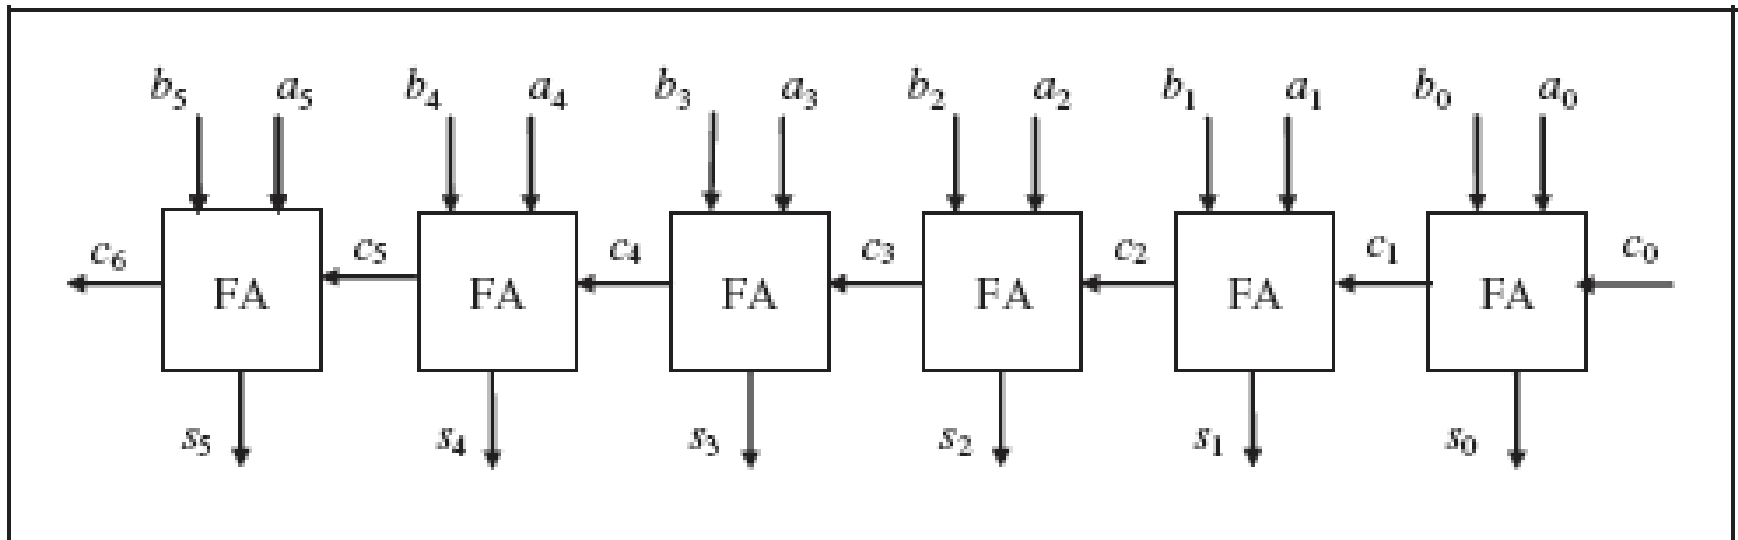 b₅ a₅ b₄ a₄ b₃ a₃ b₂ a₂ b₁ a₁ b₀ a₀
c₆ FA c₅ FA c₄ FA c₃ FA c₂ FA c₁ FA c₀
s₅ s₄ s₃ s₂ s₁ s₀